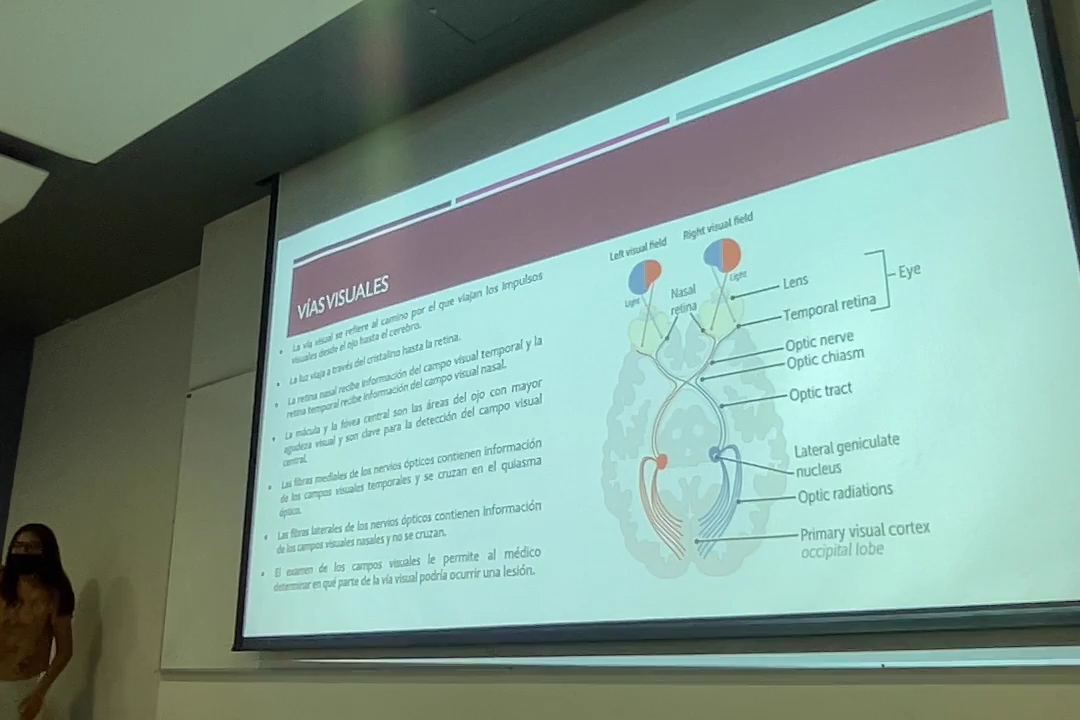 VÍAS VISUALES
La vía visual se refiere al camino por el que viajan los impulsos
visuales desde el ojo hasta el cerebro.
La luz viaja a través del cristalino hasta la retina.
La retina nasal recibe información del campo visual temporal y la
retina temporal recibe información del campo visual nasal.
La mácula y la fóvea central son las áreas del ojo con mayor
agudeza visual y son clave para la detección del campo visual
central.
Las fibras mediales de los nervios ópticos contienen información
de los campos visuales temporales y se cruzan en el quiasma
óptico.
Las fibras laterales de los nervios ópticos contienen información
de los campos visuales nasales y no se cruzan.
El examen de los campos visuales le permite al médico
determinar en qué parte de la vía visual podría ocurrir una lesión.
Left visual field
Right visual field
Light
Light
Nasal
retina
Lens
Eye
Temporal retina
Optic nerve
Optic chiasm
Optic tract
Lateral geniculate
nucleus
Optic radiations
Primary visual cortex
occipital lobe